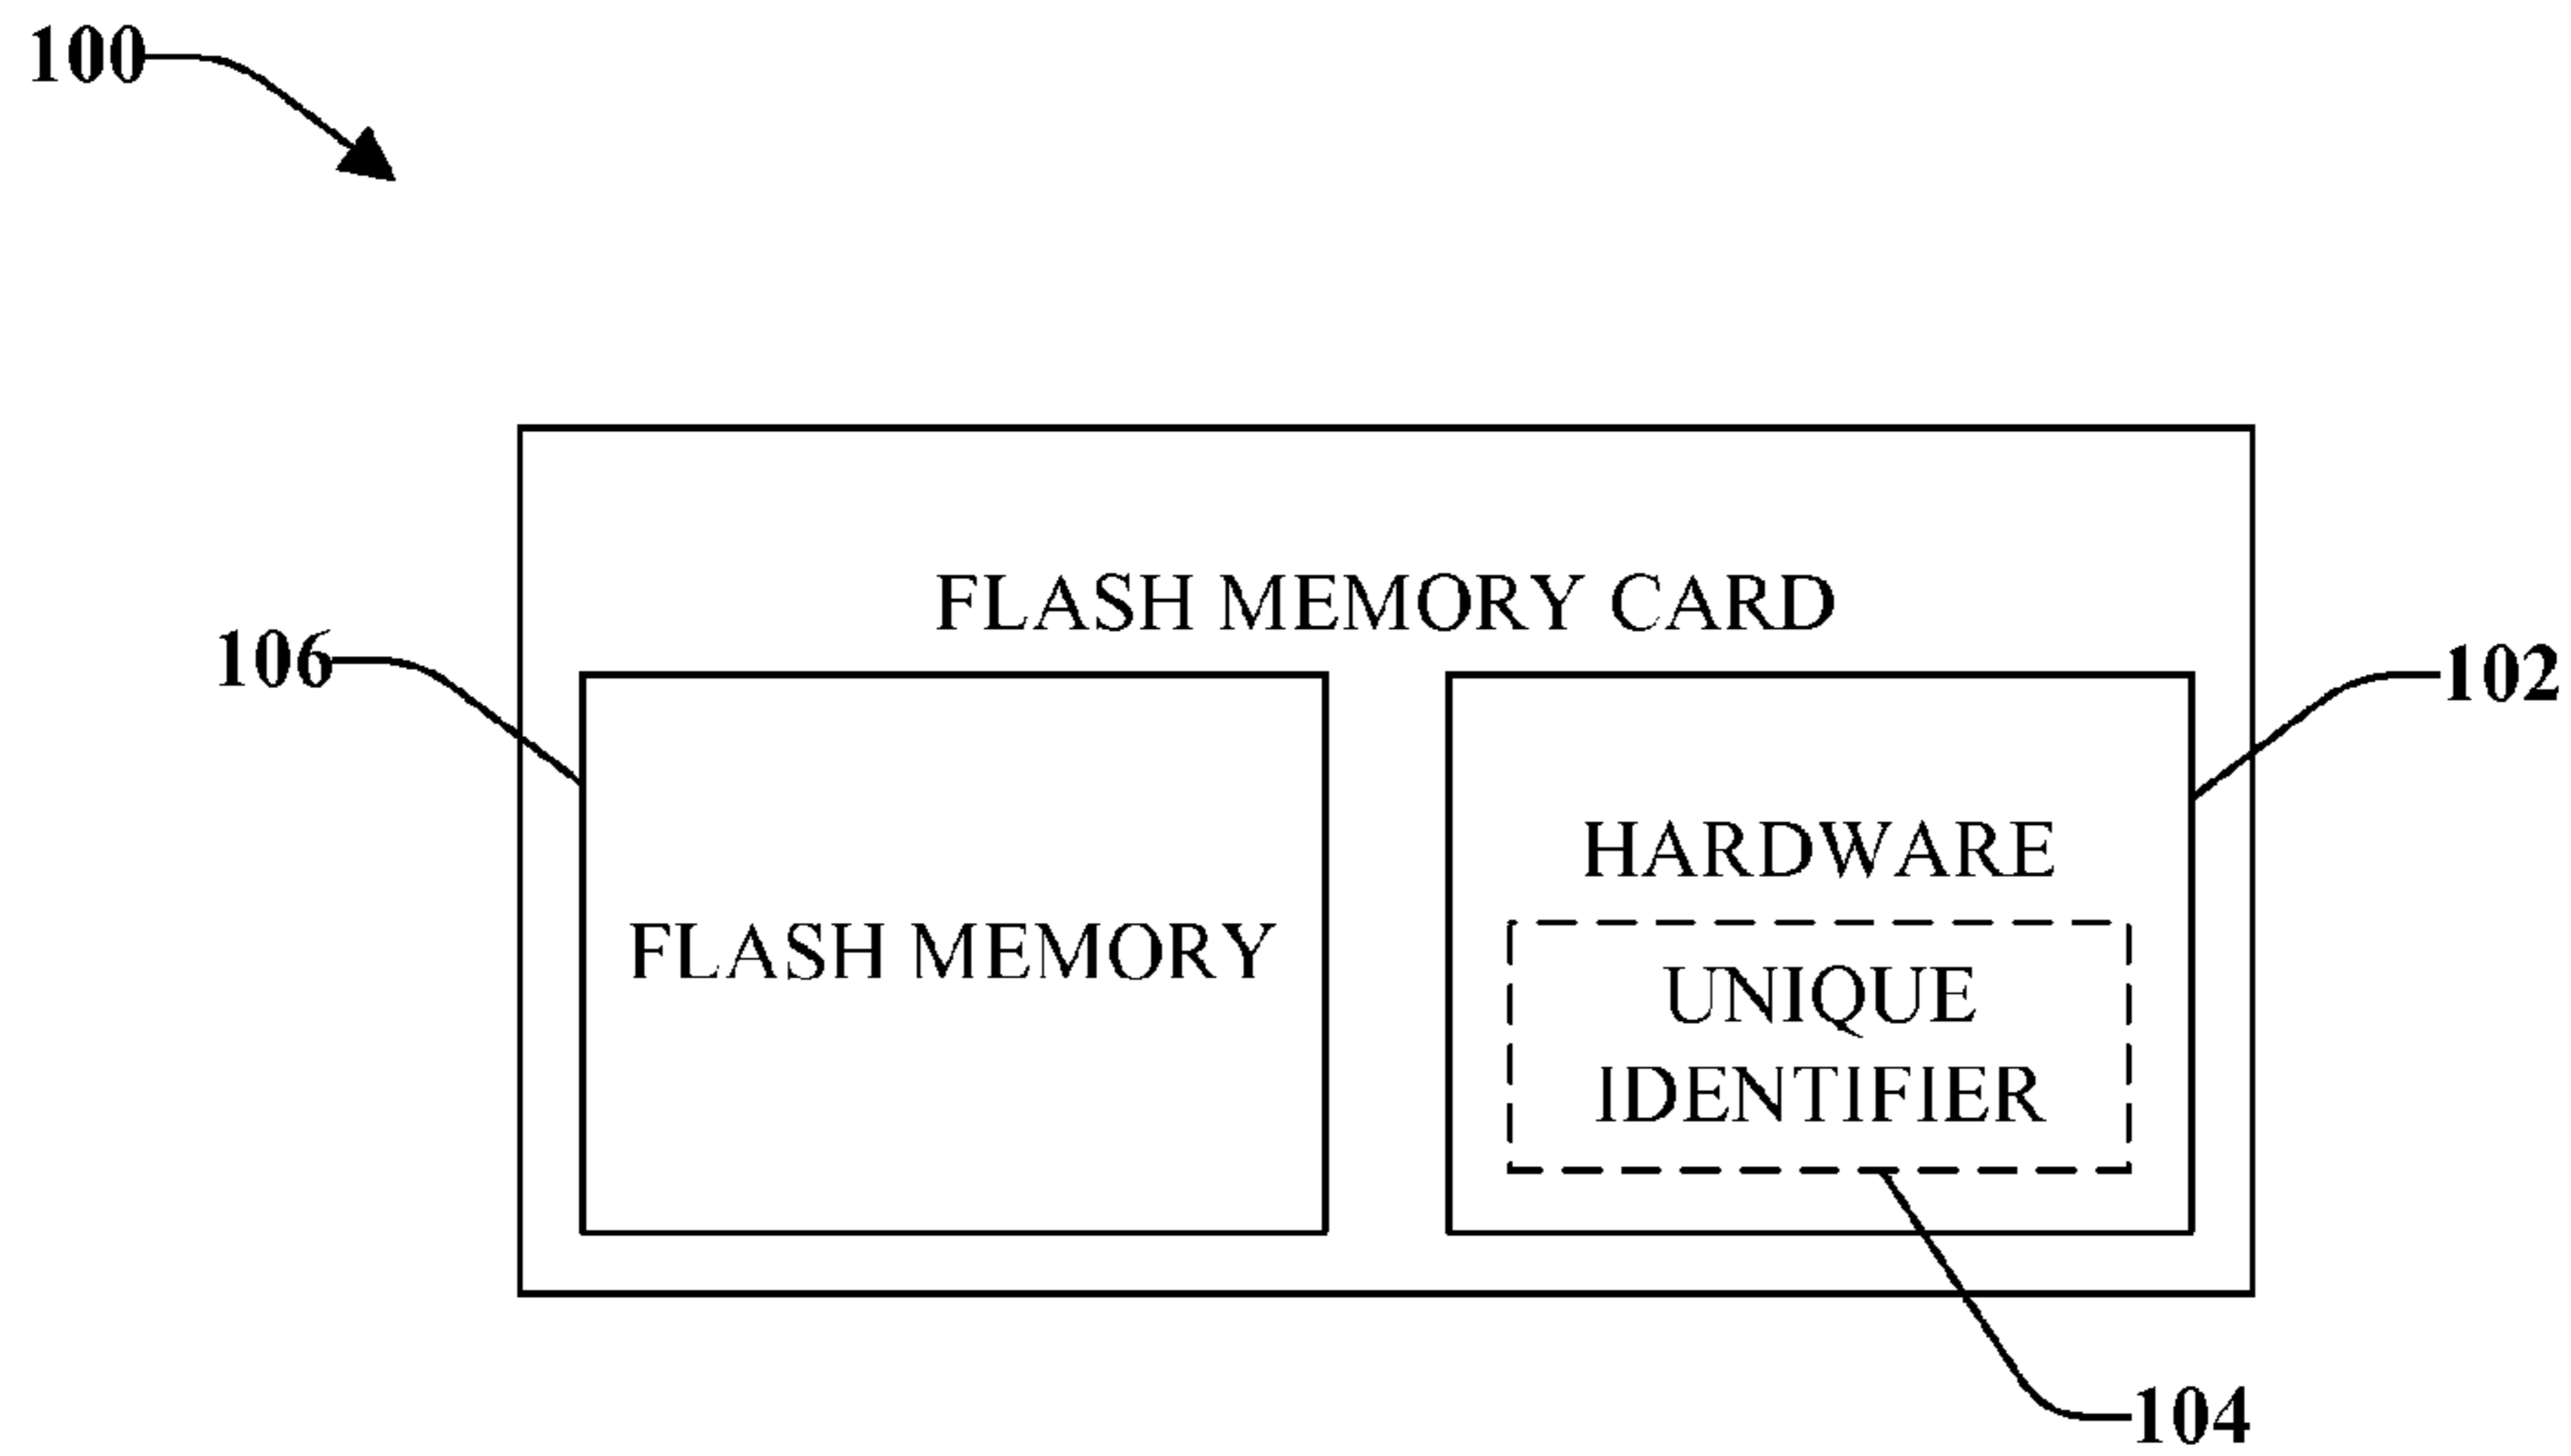 100
FLASH MEMORY CARD
106
102
HARDWARE
FLASH MEMORY
UNIQUE
IDENTIFIER
104